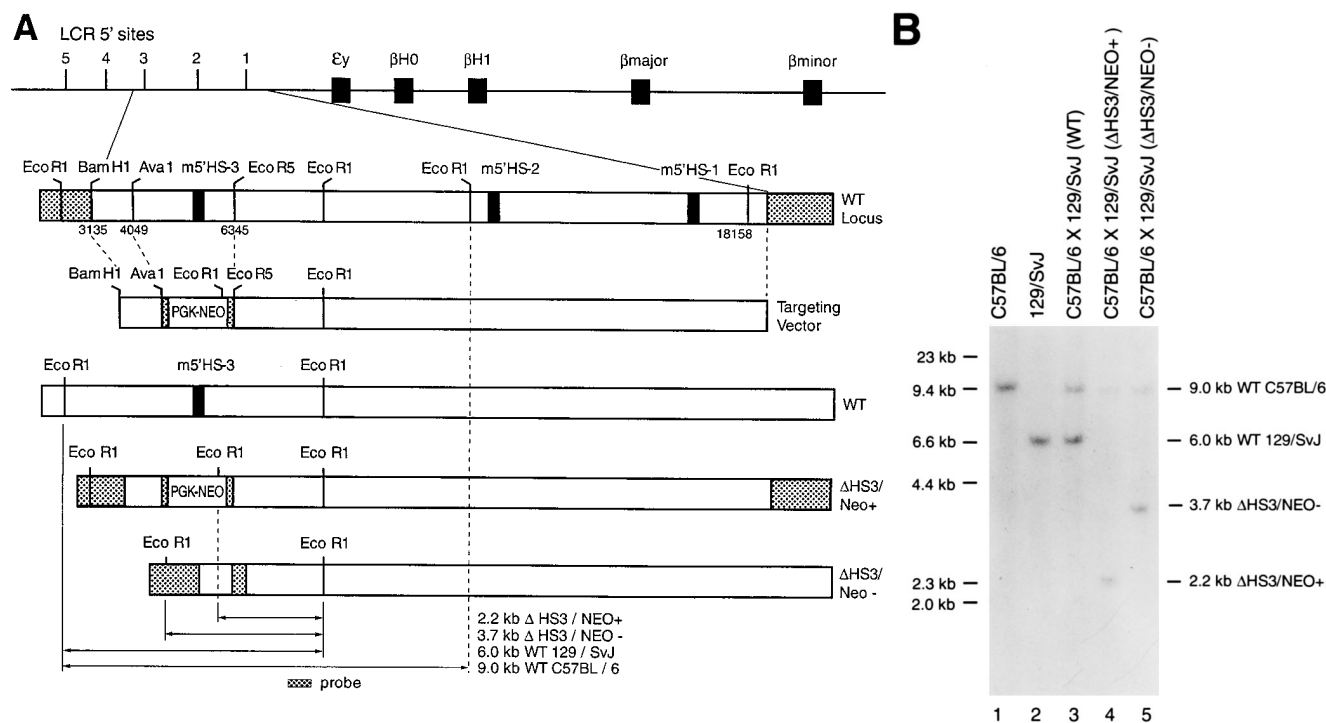 A
LCR 5' sites
5 4 3 2 1
Ɛy βH0 βH1 βmajor βminor
Eco R1 Bam H1 Ava 1 m5'HS-3 Eco R5 Eco R1 Eco R1 m5'HS-2 m5'HS-1 Eco R1
WT
Locus
3135 4049 6345 18158
Bam H1 Ava 1 Eco R1 Eco R5 Eco R1
PGK-NEO
Targeting
Vector
Eco R1 m5'HS-3 Eco R1
WT
Eco R1 Eco R1 Eco R1
PGK-NEO
ΔHS3/
Neo+
Eco R1 Eco R1
ΔHS3/
Neo -
2.2 kb Δ HS3 / NEO+
3.7 kb Δ HS3 / NEO -
6.0 kb WT 129 / SvJ
9.0 kb WT C57BL / 6
probe
B
C57BL/6
129/SvJ
C57BL/6 X 129/SvJ (WT)
C57BL/6 X 129/SvJ (ΔHS3/NEO+ )
C57BL/6 X 129/SvJ (ΔHS3/NEO-)
23 kb
9.4 kb
6.6 kb
4.4 kb
2.3 kb
2.0 kb
9.0 kb WT C57BL/6
6.0 kb WT 129/SvJ
3.7 kb ΔHS3/NEO-
2.2 kb ΔHS3/NEO+
1 2 3 4 5